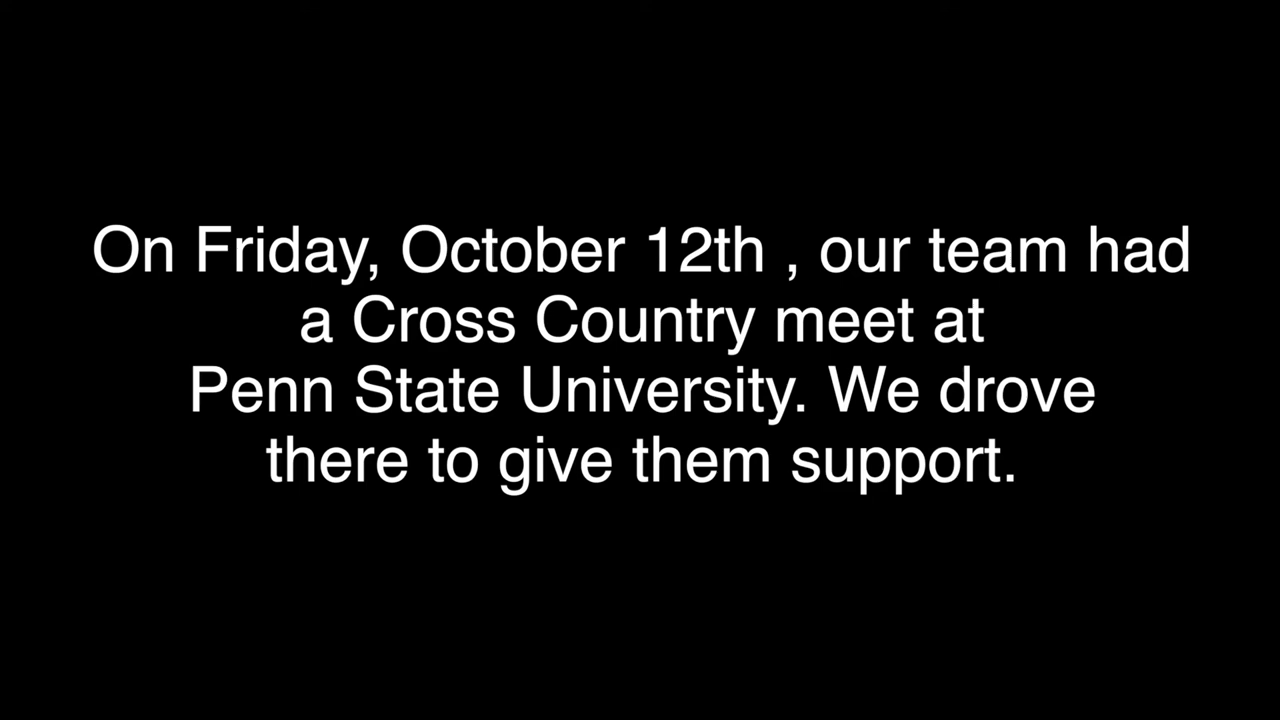 On Friday, October 12th , our team had
a Cross Country meet at
Penn State University. We drove
there to give them support.